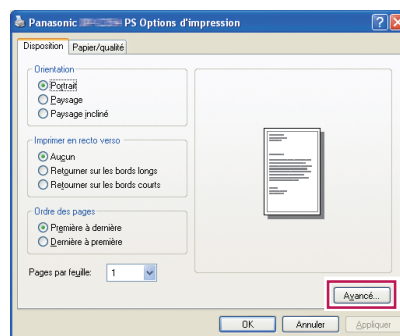 Panasonic PS Options d'impression
Disposition Papier/qualité
Orientation
Portrait
Paysage
Paysage incliné
Imprimer en recto verso
Aucun
Retourner sur les bords longs
Retourner sur les bords courts
Ordre des pages
Première à dernière
Dernière à première
Pages par feuille: 1
Avancé...
OK Annuler Appliquer